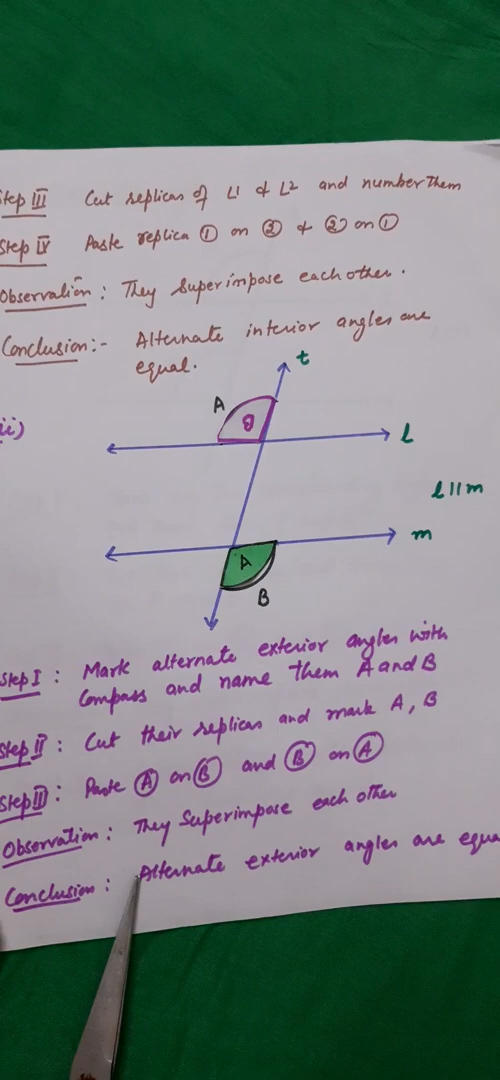 Step III Cut replicas of ∠1 & ∠2 and number them
Step IV Paste replica ① on ② & ② on ①
Observation : They Superimpose each other.
Conclusion :- Alternate interior angles are
equal.
t
A
ii)
B
l
l || m
m
A
B
Step I : Mark alternate exterior angles with
Compass and name them A and B
Step II : Cut their replicas and mark A, B
Step III : Paste Ⓐ on Ⓑ and Ⓑ on Ⓐ
Observation : They Superimpose each other
Conclusion : Alternate exterior angles are equa